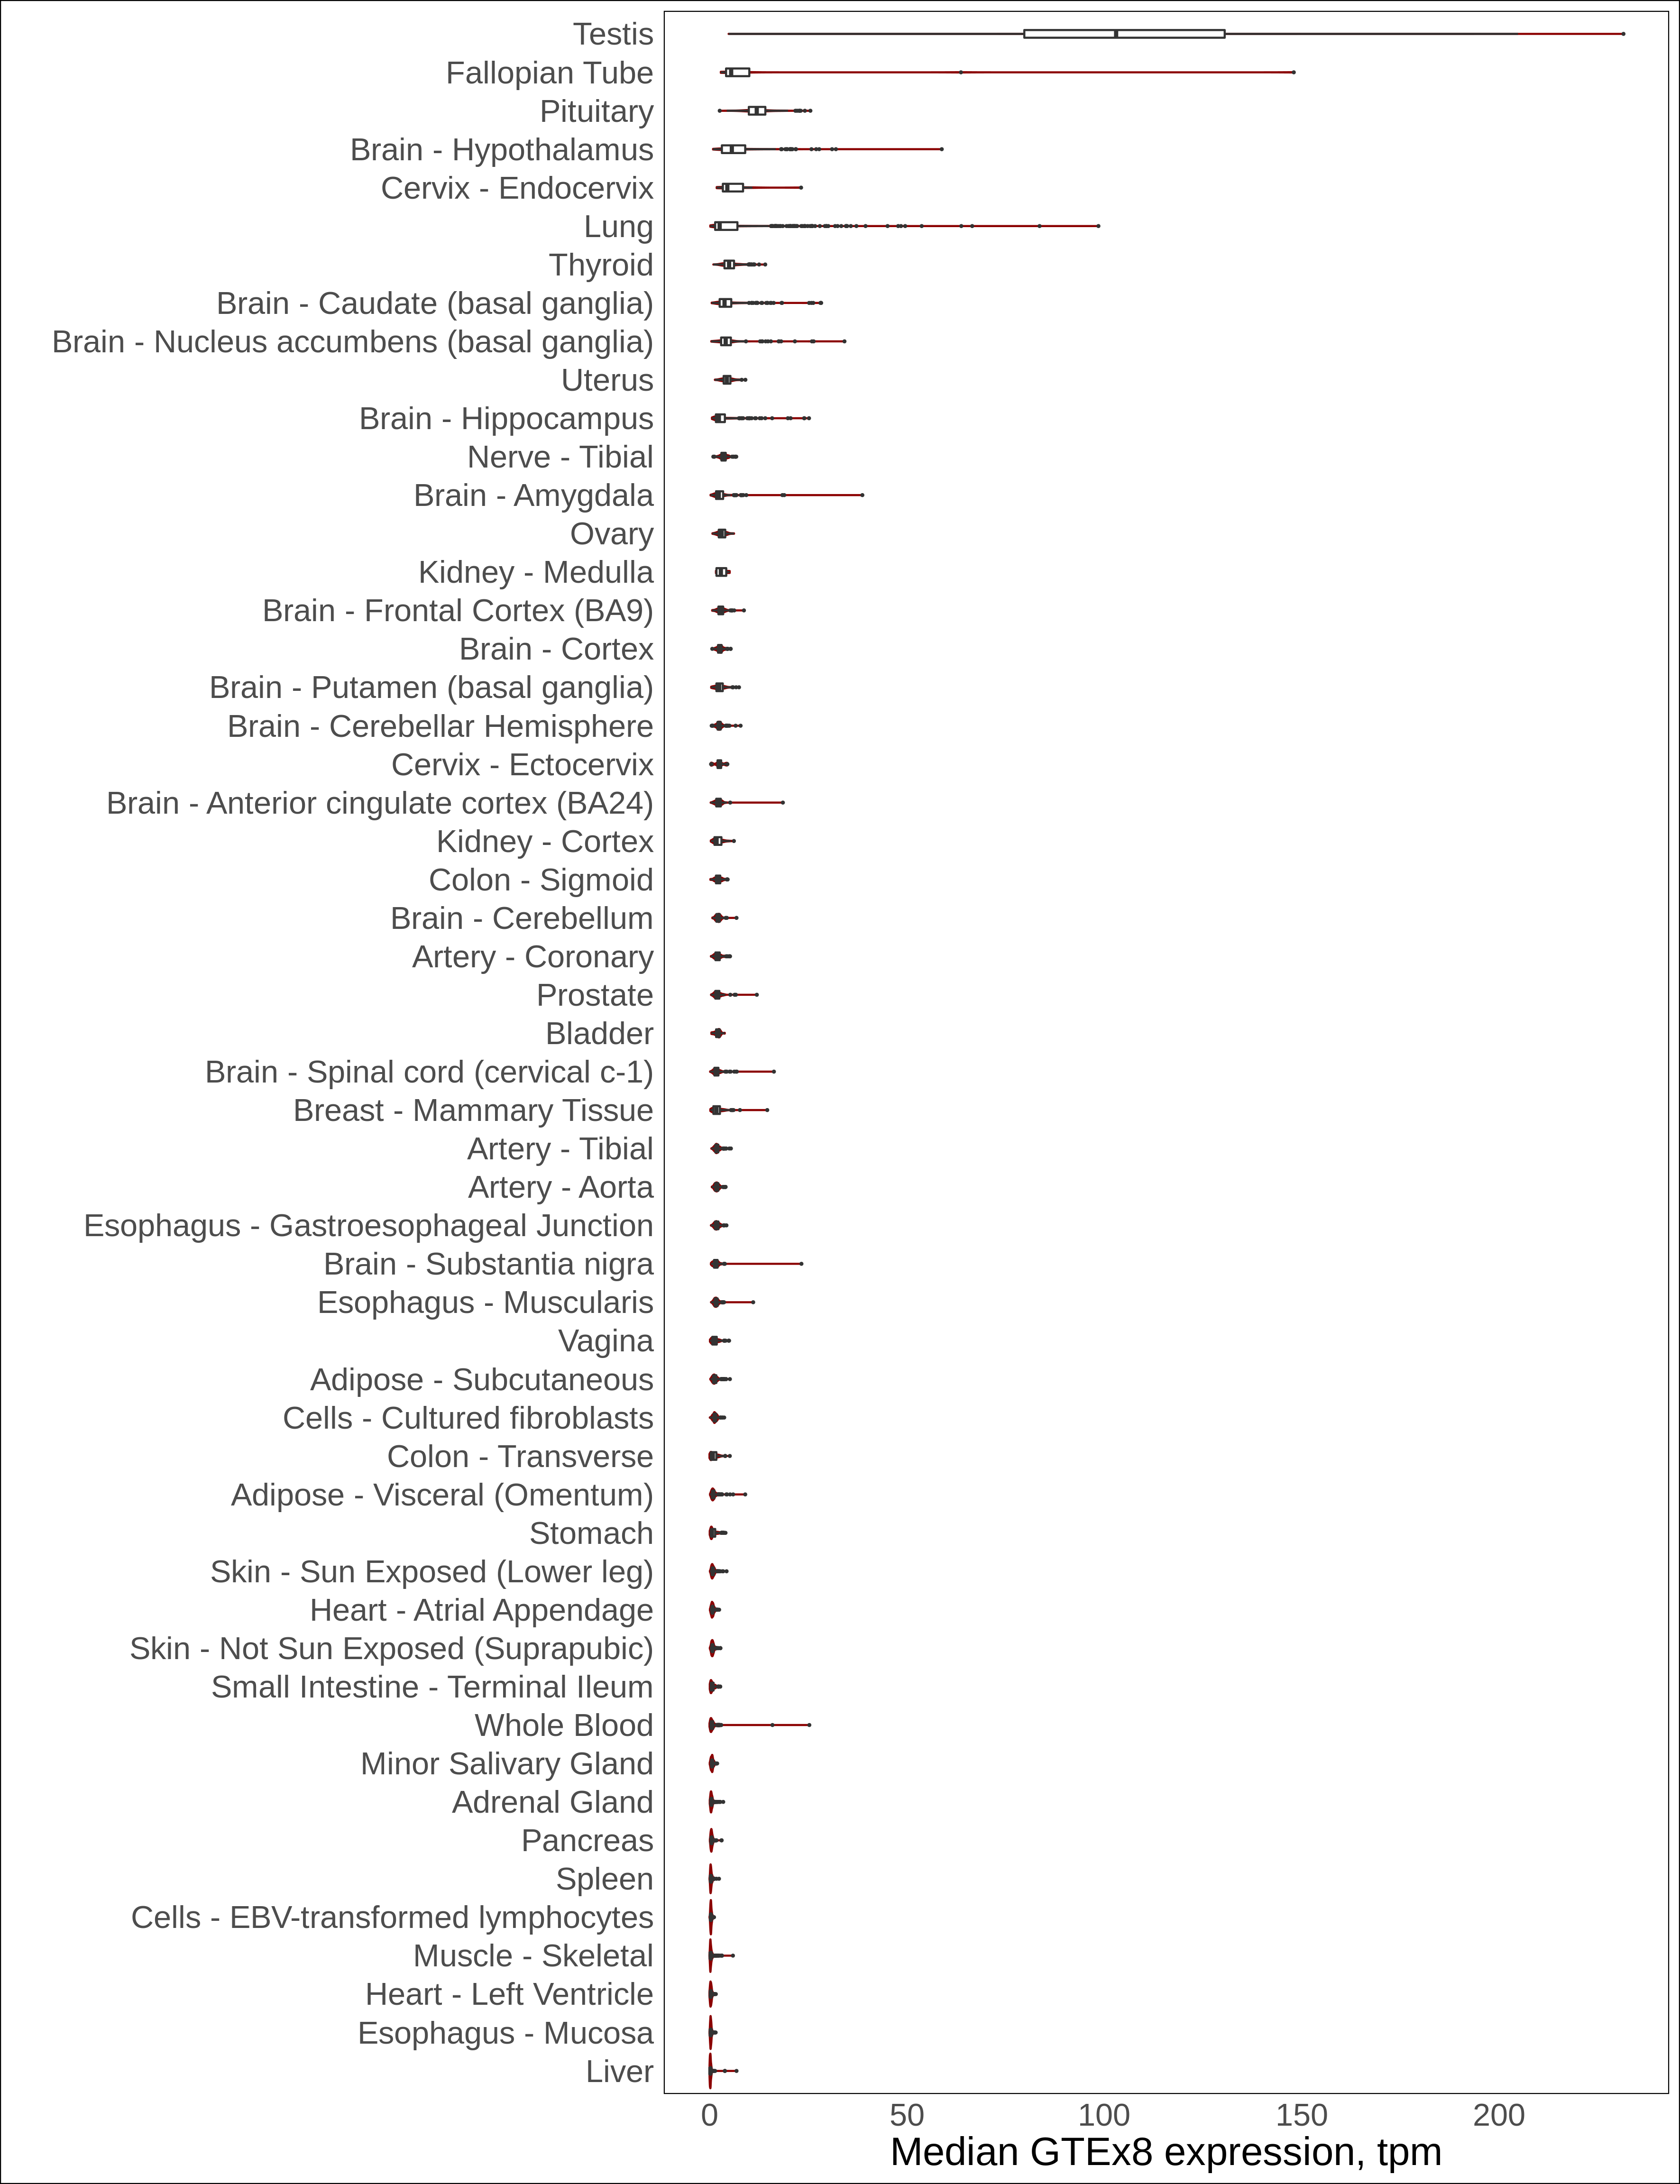 Testis
Fallopian Tube
Pituitary
Brain - Hypothalamus
Cervix - Endocervix
Lung
Thyroid
Brain - Caudate (basal ganglia)
Brain - Nucleus accumbens (basal ganglia)
Uterus
Brain - Hippocampus
Nerve - Tibial
Brain - Amygdala
Ovary
Kidney - Medulla
Brain - Frontal Cortex (BA9)
Brain - Cortex
Brain - Putamen (basal ganglia)
Brain - Cerebellar Hemisphere
Cervix - Ectocervix
Brain - Anterior cingulate cortex (BA24)
Kidney - Cortex
Colon - Sigmoid
Brain - Cerebellum
Artery - Coronary
Prostate
Bladder
Brain - Spinal cord (cervical c-1)
Breast - Mammary Tissue
Artery - Tibial
Artery - Aorta
Esophagus - Gastroesophageal Junction
Brain - Substantia nigra
Esophagus - Muscularis
Vagina
Adipose - Subcutaneous
Cells - Cultured fibroblasts
Colon - Transverse
Adipose - Visceral (Omentum)
Stomach
Skin - Sun Exposed (Lower leg)
Heart - Atrial Appendage
Skin - Not Sun Exposed (Suprapubic)
Small Intestine - Terminal Ileum
Whole Blood
Minor Salivary Gland
Adrenal Gland
Pancreas
Spleen
Cells - EBV-transformed lymphocytes
Muscle - Skeletal
Heart - Left Ventricle
Esophagus - Mucosa
Liver
0 50 100 150 200
Median GTEx8 expression, tpm